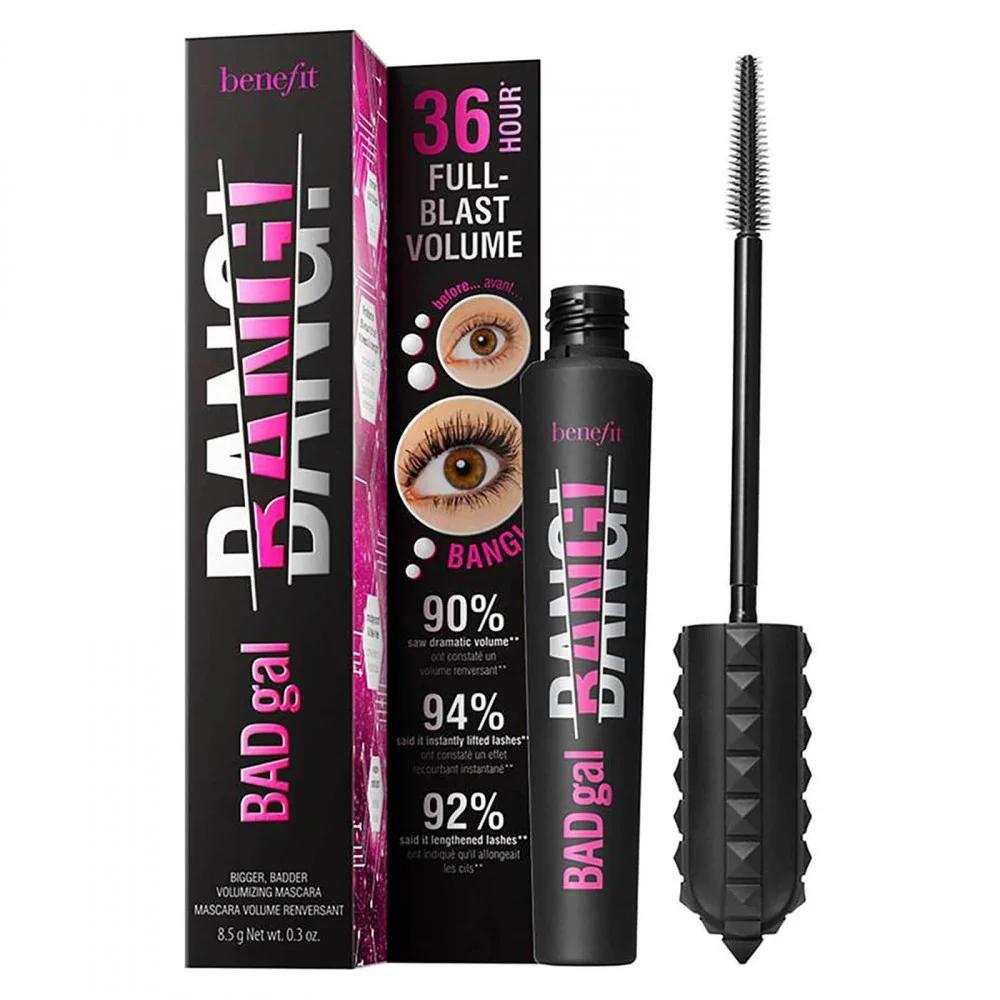 benefit
BANG!
BAD gal
BIGGER, BADDER
VOLUMIZING MASCARA
MASCARA VOLUME RENVERSANT
8.5 g Net wt. 0.3 oz.
36 HOUR*
FULL-
BLAST
VOLUME
before... avant...
BANG!
90%
saw dramatic volume**
ont constaté un
volume renversant**
94%
said it instantly lifted lashes**
ont constaté un effet
recourbant instantané**
92%
said it lengthened lashes**
ont indiqué qu'il allongeait
les cils**
benefit
BANG!
BAD gal